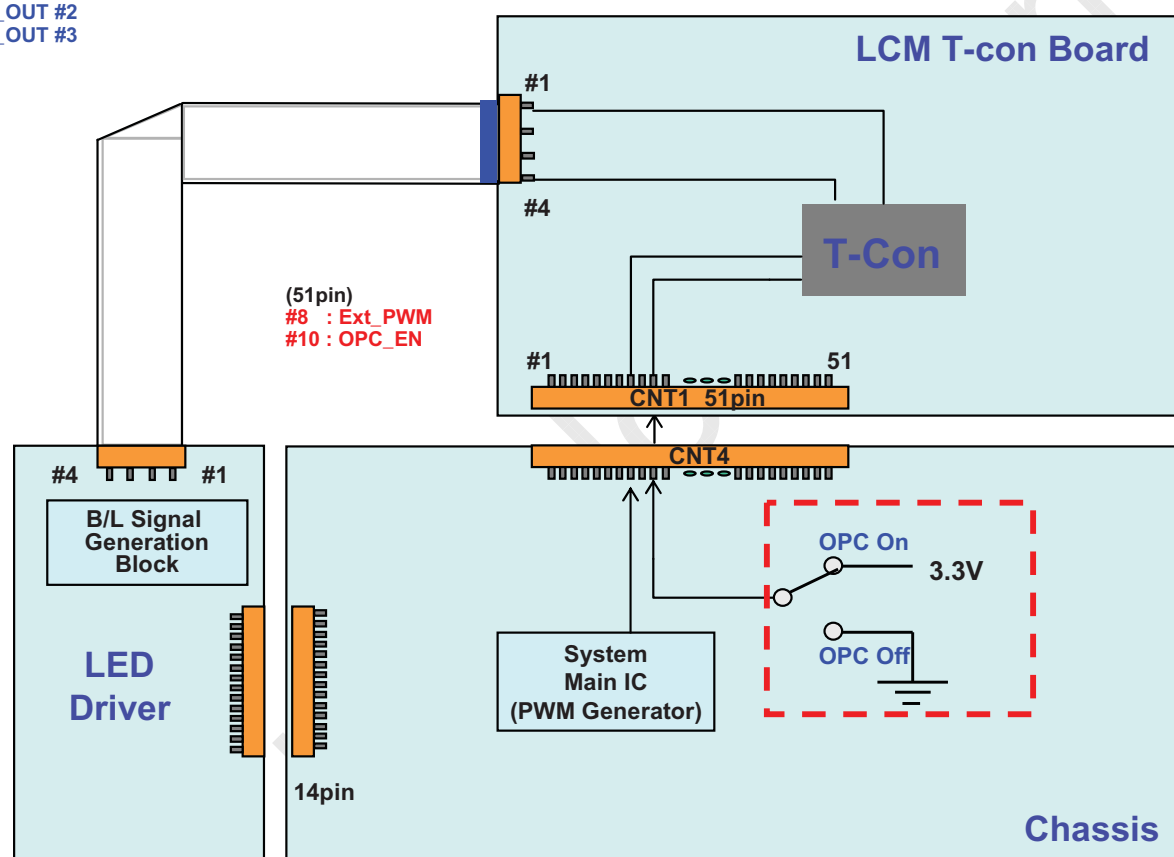 _OUT #2
_OUT #3
LCM T-con Board
#1
#4
T-Con
(51pin)
#8 : Ext_PWM
#10 : OPC_EN
#1
51
CNT1 51pin
CNT4
#4
#1
B/L Signal
Generation
Block
OPC On
3.3V
OPC Off
System
Main IC
(PWM Generator)
LED
Driver
14pin
Chassis